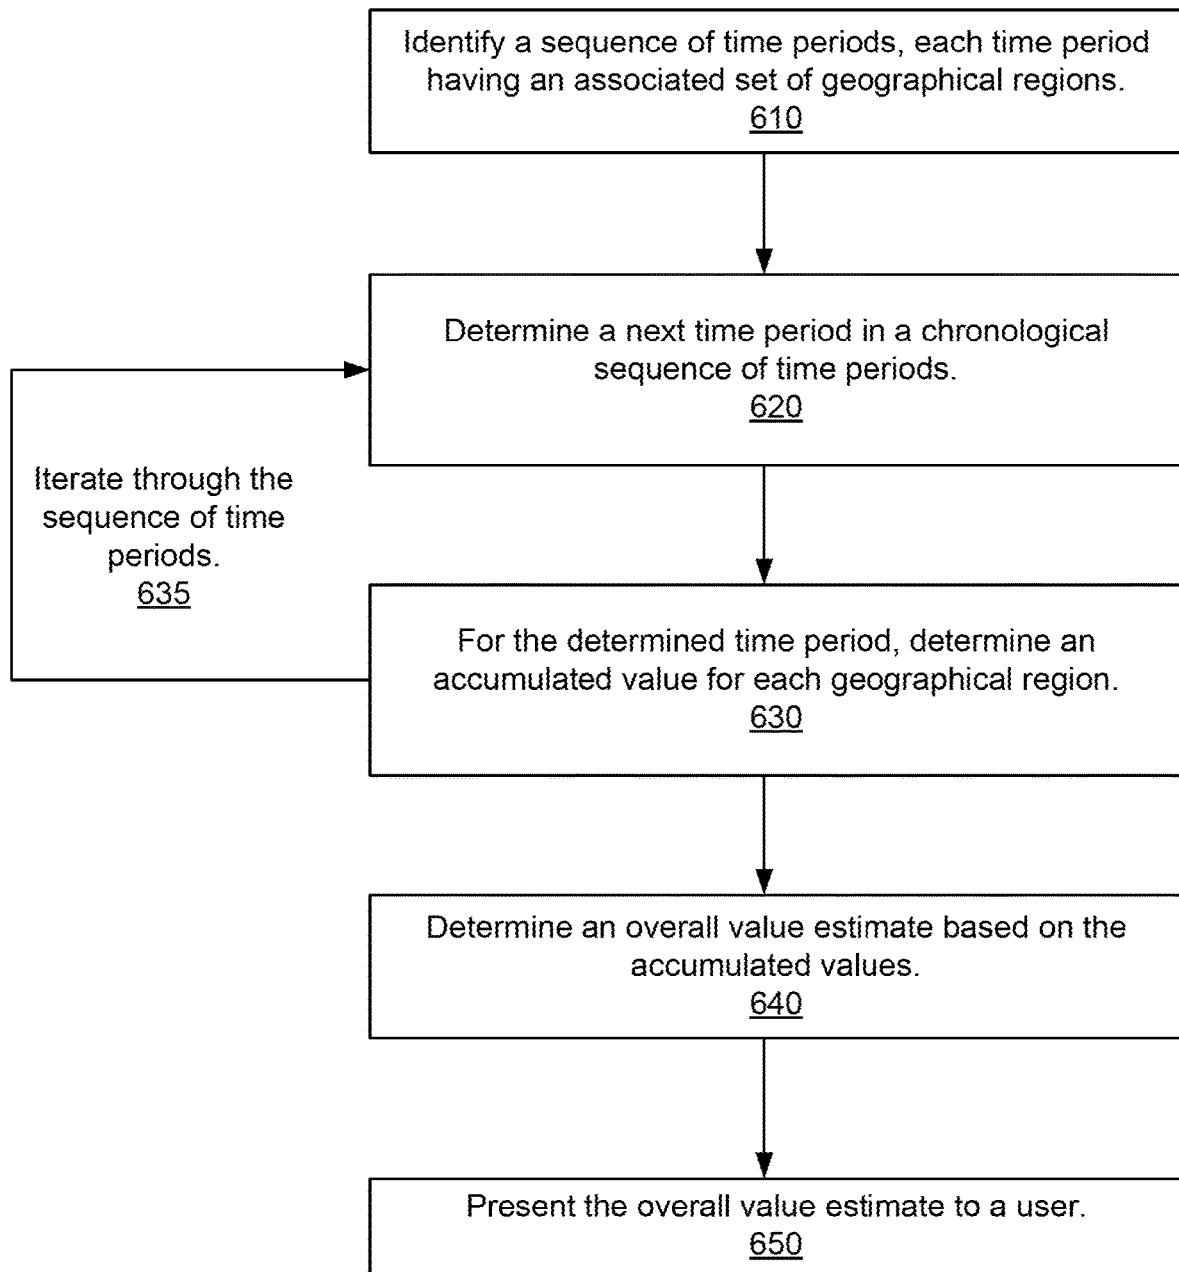 Identify a sequence of time periods, each time period
having an associated set of geographical regions.
610
Determine a next time period in a chronological
sequence of time periods.
620
Iterate through the
sequence of time
periods.
635
For the determined time period, determine an
accumulated value for each geographical region.
630
Determine an overall value estimate based on the
accumulated values.
640
Present the overall value estimate to a user.
650